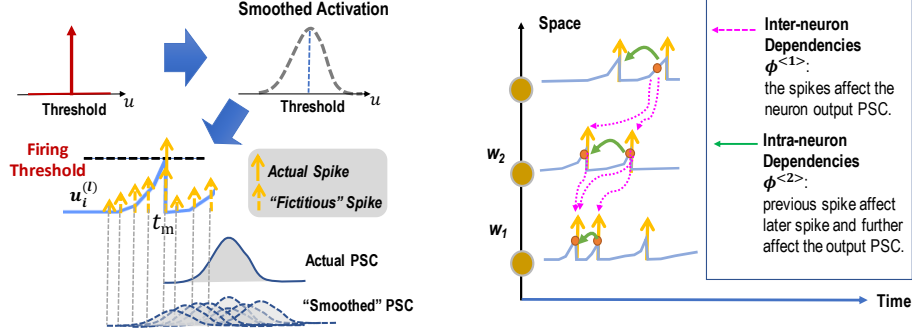 Smoothed Activation
Threshold
u
Threshold
u
Firing
Threshold
u_i^(l)
t_m
Actual Spike
"Fictitious" Spike
Actual PSC
"Smoothed" PSC
Space
w_2
w_1
Time
Inter-neuron
Dependencies
ϕ^<1>:
the spikes affect the
neuron output PSC.
Intra-neuron
Dependencies
ϕ^<2>:
previous spike affect
later spike and further
affect the output PSC.